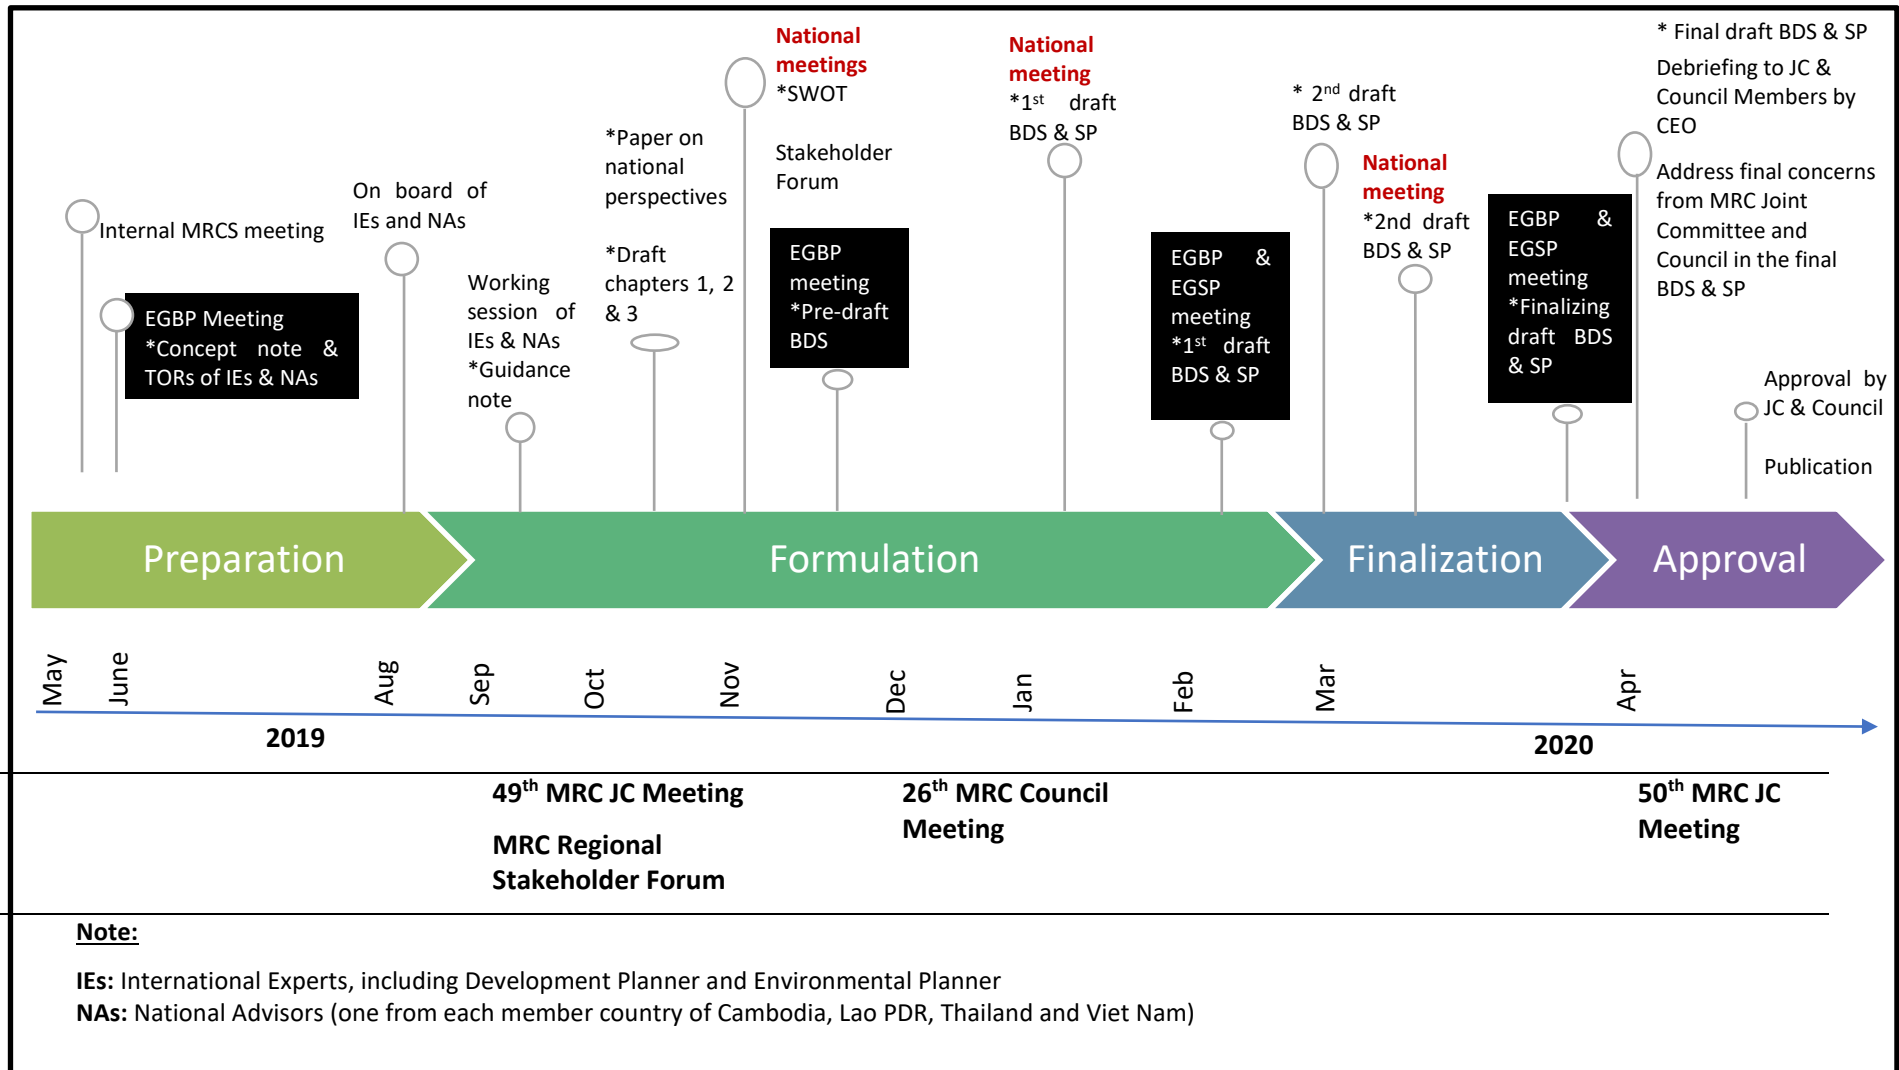 Internal MRCS meeting
EGBP Meeting
*Concept note &
TORs of IEs & NAs
On board of
IEs and NAs
Working
session of
IEs & NAs
*Guidance
note
*Paper on
national
perspectives
*Draft
chapters 1, 2
& 3
National
meetings
*SWOT
Stakeholder
Forum
EGBP
meeting
*Pre-draft
BDS
National
meeting
*1st draft
BDS & SP
EGBP &
EGSP
meeting
*1st draft
BDS & SP
* 2nd draft
BDS & SP
National
meeting
*2nd draft
BDS & SP
EGBP &
EGSP
meeting
*Finalizing
draft BDS
& SP
* Final draft BDS & SP
Debriefing to JC &
Council Members by
CEO
Address final concerns
from MRC Joint
Committee and
Council in the final
BDS & SP
Approval by
JC & Council
Publication
Preparation
Formulation
Finalization
Approval
May
June
Aug
Sep
Oct
Nov
Dec
Jan
Feb
Mar
Apr
2019
2020
49th MRC JC Meeting
MRC Regional
Stakeholder Forum
26th MRC Council
Meeting
50th MRC JC
Meeting
Note:
IEs: International Experts, including Development Planner and Environmental Planner
NAs: National Advisors (one from each member country of Cambodia, Lao PDR, Thailand and Viet Nam)